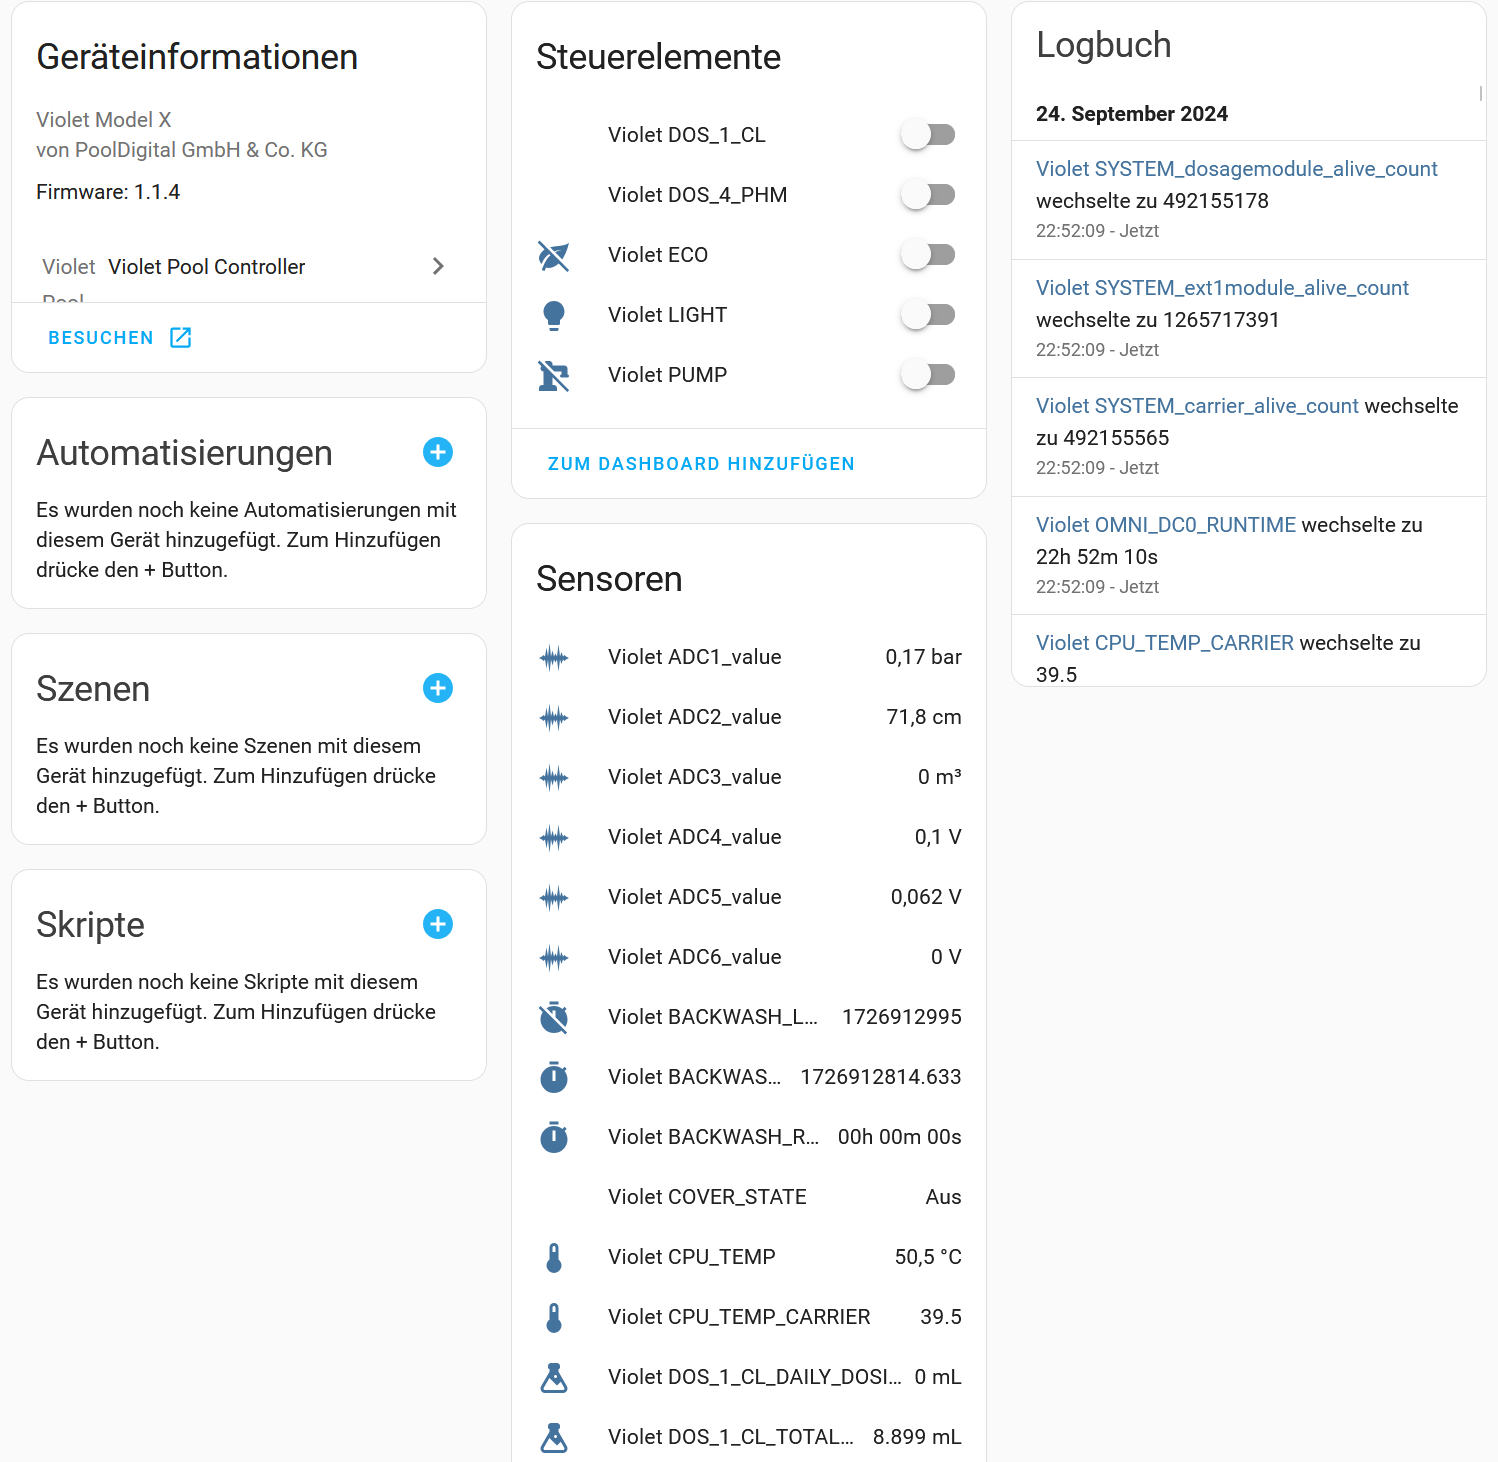 Geräteinformationen
Violet Model X
von PoolDigital GmbH & Co. KG
Firmware: 1.1.4
Violet Violet Pool Controller
Pool
BESUCHEN
Automatisierungen
Es wurden noch keine Automatisierungen mit
diesem Gerät hinzugefügt. Zum Hinzufügen
drücke den + Button.
Szenen
Es wurden noch keine Szenen mit diesem
Gerät hinzugefügt. Zum Hinzufügen drücke
den + Button.
Skripte
Es wurden noch keine Skripte mit diesem
Gerät hinzugefügt. Zum Hinzufügen drücke
den + Button.
Steuerelemente
Violet DOS_1_CL
Violet DOS_4_PHM
Violet ECO
Violet LIGHT
Violet PUMP
ZUM DASHBOARD HINZUFÜGEN
Sensoren
Violet ADC1_value 0,17 bar
Violet ADC2_value 71,8 cm
Violet ADC3_value 0 m³
Violet ADC4_value 0,1 V
Violet ADC5_value 0,062 V
Violet ADC6_value 0 V
Violet BACKWASH_L... 1726912995
Violet BACKWAS... 1726912814.633
Violet BACKWASH_R... 00h 00m 00s
Violet COVER_STATE Aus
Violet CPU_TEMP 50,5 °C
Violet CPU_TEMP_CARRIER 39.5
Violet DOS_1_CL_DAILY_DOSI... 0 mL
Violet DOS_1_CL_TOTAL... 8.899 mL
Logbuch
24. September 2024
Violet SYSTEM_dosagemodule_alive_count
wechselte zu 492155178
22:52:09 - Jetzt
Violet SYSTEM_ext1module_alive_count
wechselte zu 1265717391
22:52:09 - Jetzt
Violet SYSTEM_carrier_alive_count wechselte
zu 492155565
22:52:09 - Jetzt
Violet OMNI_DC0_RUNTIME wechselte zu
22h 52m 10s
22:52:09 - Jetzt
Violet CPU_TEMP_CARRIER wechselte zu
39.5